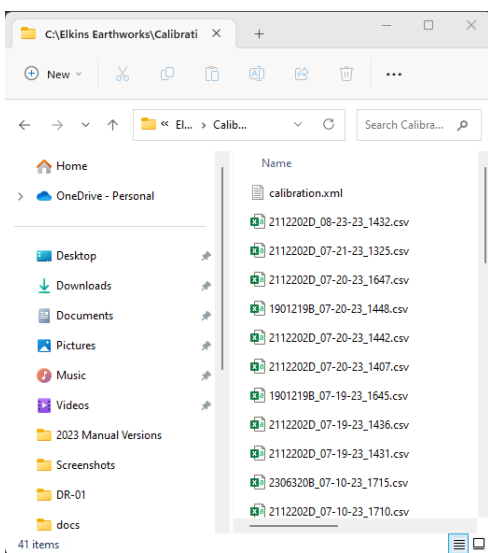 C:\Elkins Earthworks\Calibrati
New
« El... > Calib...
Search Calibra...
Home
OneDrive - Personal
Desktop
Downloads
Documents
Pictures
Music
Videos
2023 Manual Versions
Screenshots
DR-01
docs
Name
calibration.xml
2112202D_08-23-23_1432.csv
2112202D_07-21-23_1325.csv
2112202D_07-20-23_1647.csv
1901219B_07-20-23_1448.csv
2112202D_07-20-23_1442.csv
2112202D_07-20-23_1407.csv
1901219B_07-19-23_1645.csv
2112202D_07-19-23_1436.csv
2112202D_07-19-23_1431.csv
2306320B_07-10-23_1715.csv
2112202D_07-10-23_1710.csv
41 items